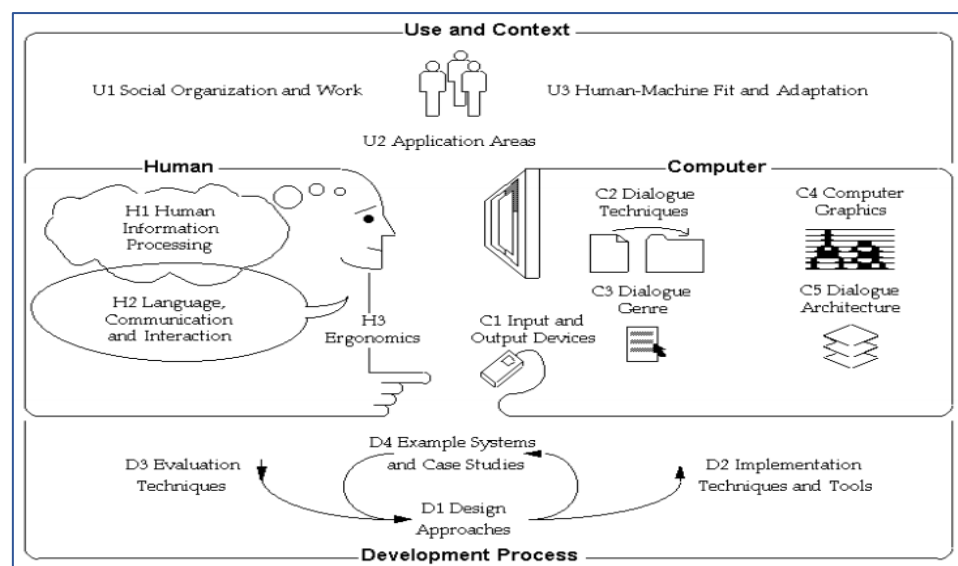 Use and Context
U1 Social Organization and Work
U3 Human-Machine Fit and Adaptation
U2 Application Areas
Human
H1 Human
Information
Processing
H2 Language,
Communication
and Interaction
H3
Ergonomics
Computer
C1 Input and
Output Devices
C2 Dialogue
Techniques
C3 Dialogue
Genre
C4 Computer
Graphics
Aa
C5 Dialogue
Architecture
D3 Evaluation
Techniques
D4 Example Systems
and Case Studies
D1 Design
Approaches
D2 Implementation
Techniques and Tools
Development Process